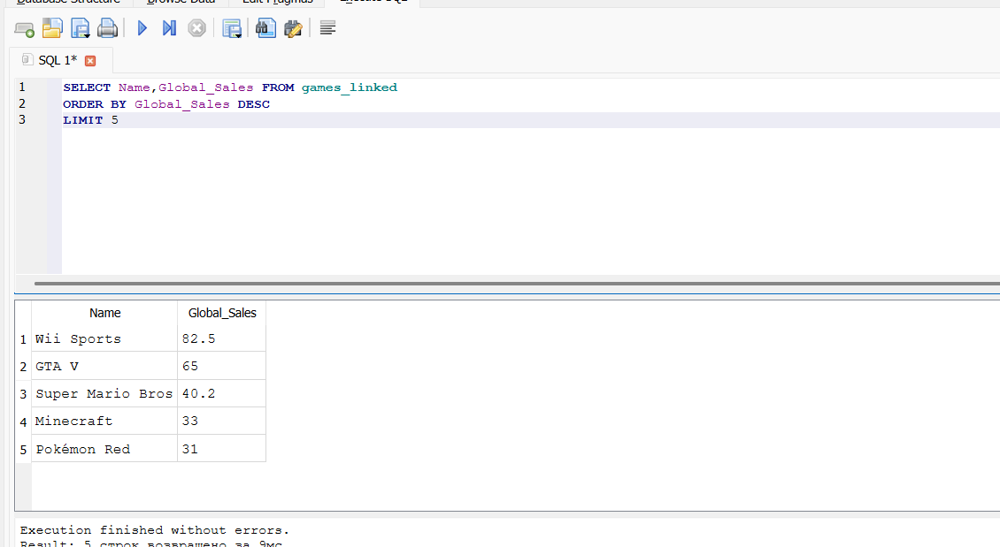 Database Structure Browse Data Edit Pragmas Execute SQL
SQL 1*
1 SELECT Name,Global_Sales FROM games_linked
2 ORDER BY Global_Sales DESC
3 LIMIT 5
Name Global_Sales
1 Wii Sports 82.5
2 GTA V 65
3 Super Mario Bros 40.2
4 Minecraft 33
5 Pokémon Red 31
Execution finished without errors.
Result: 5 строк возвращено за 9мс